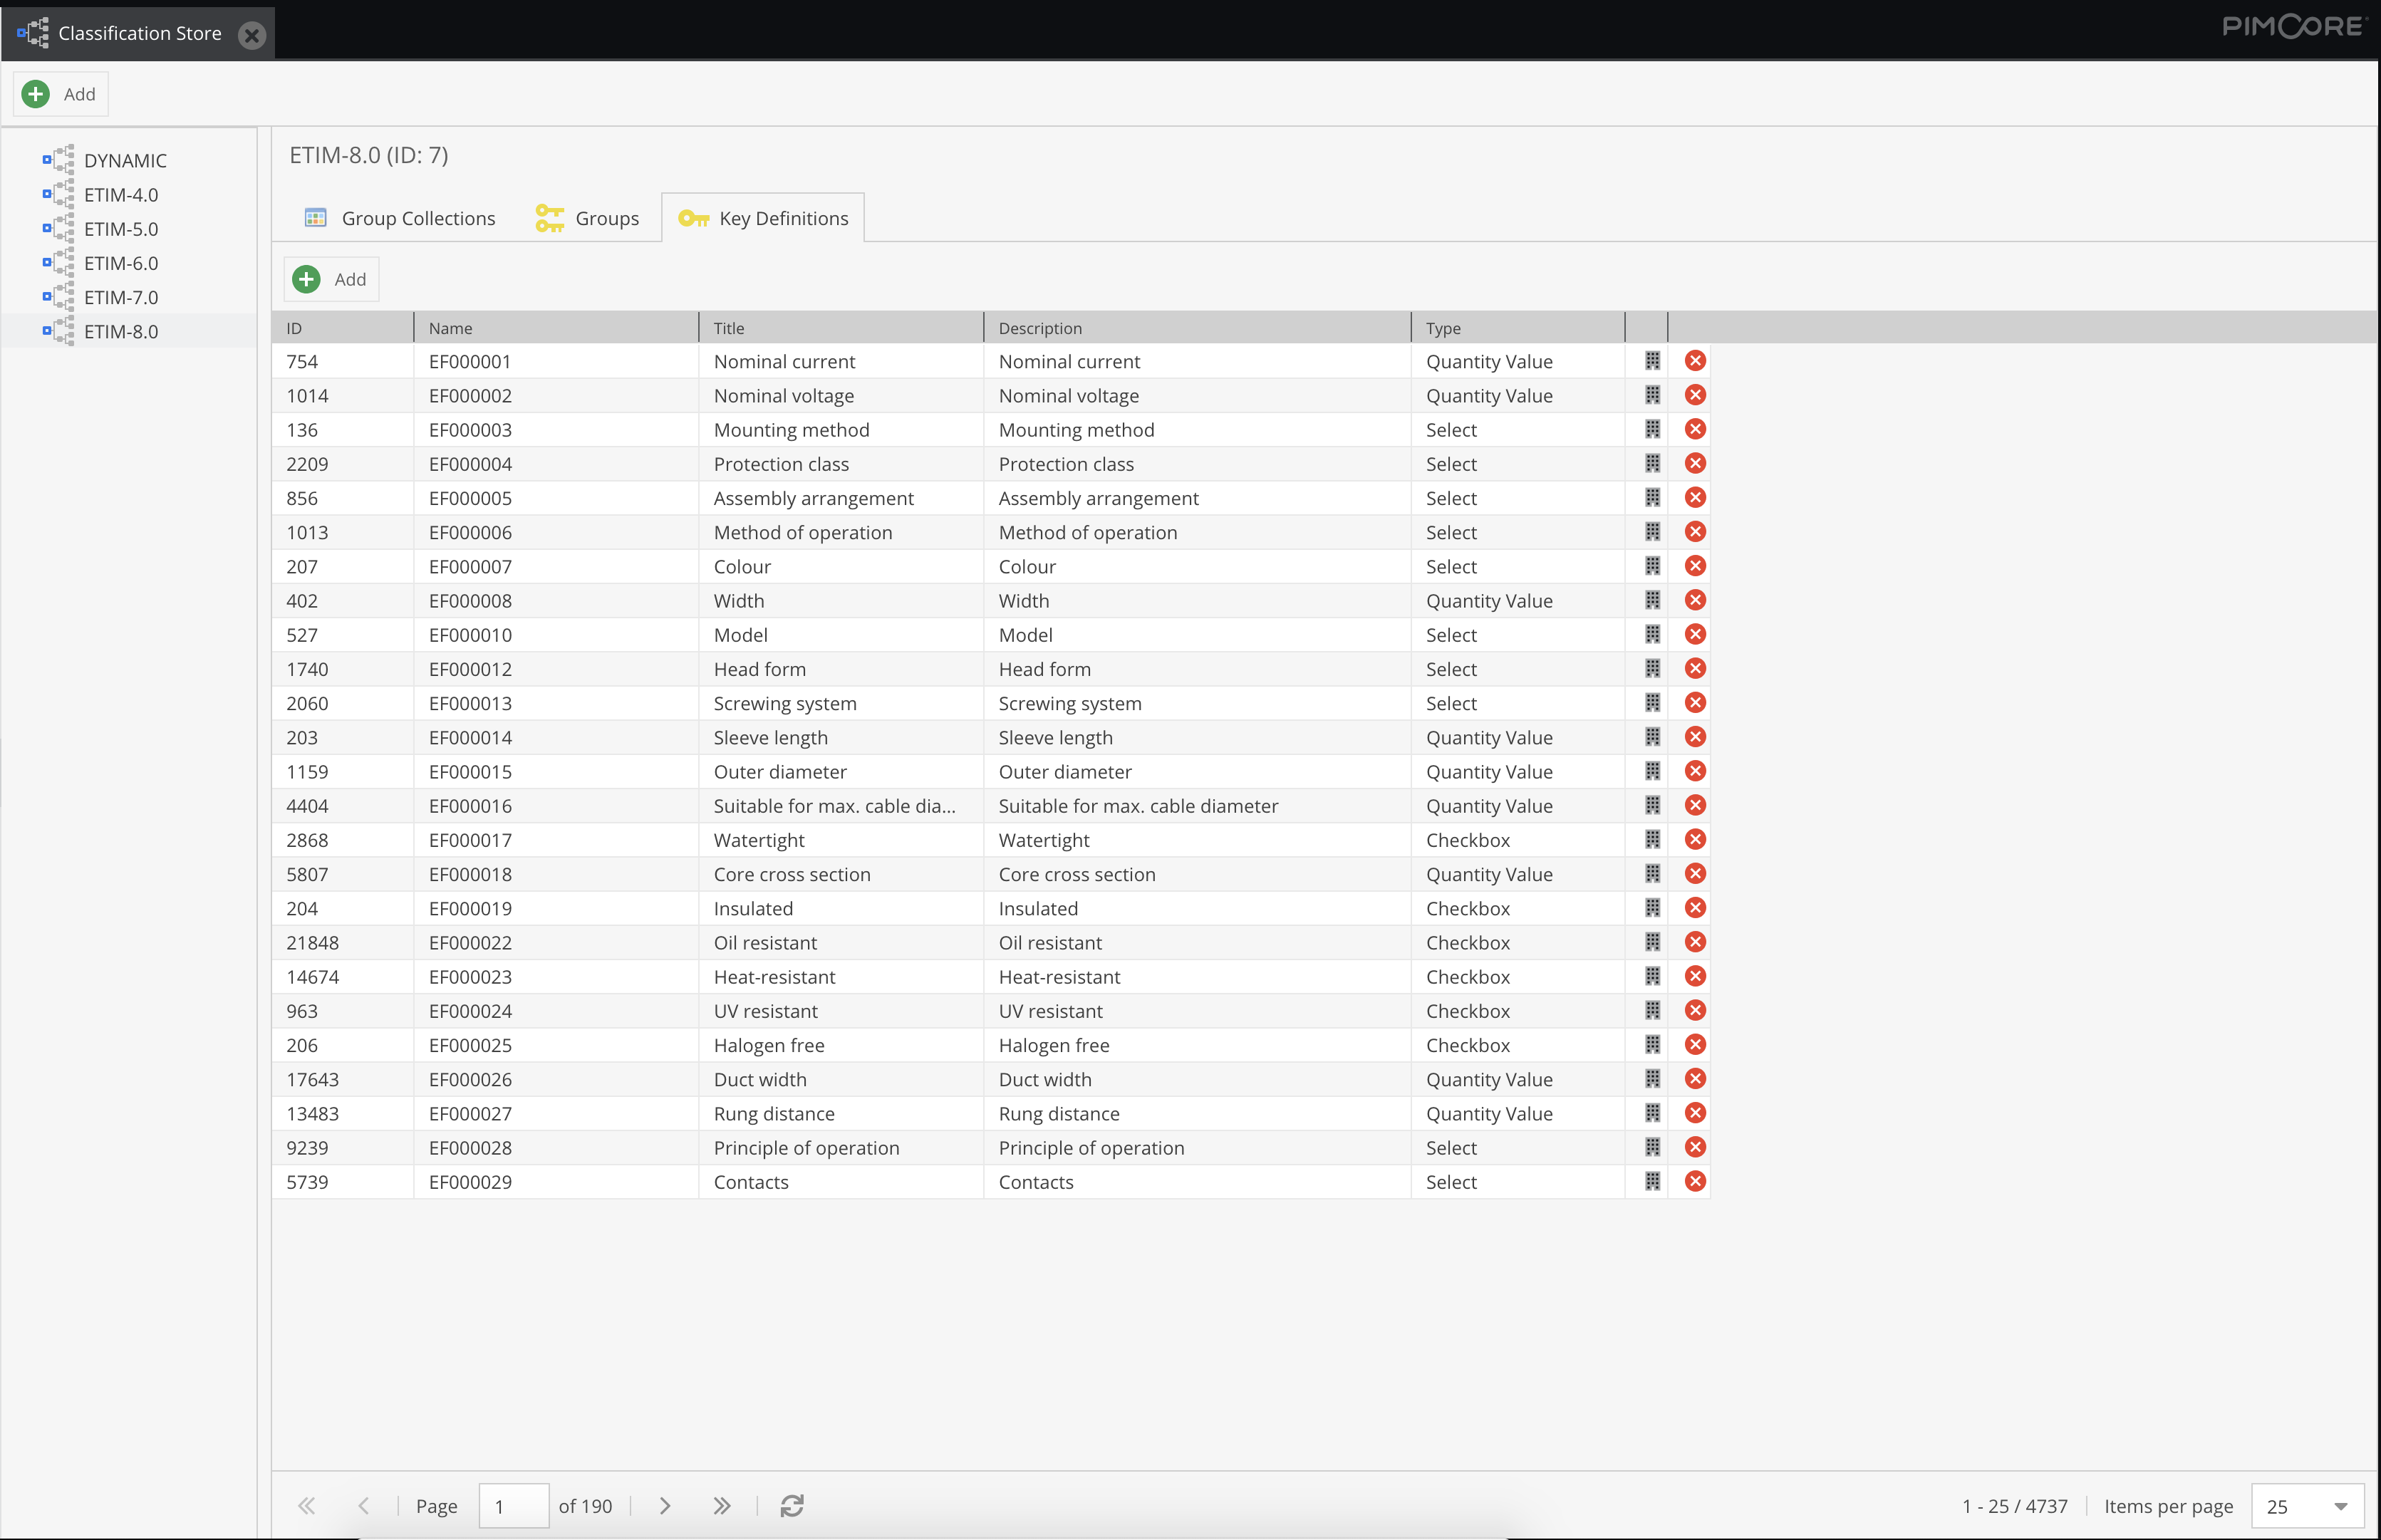 Classification Store
PIMCORE
Add
DYNAMIC
ETIM-4.0
ETIM-5.0
ETIM-6.0
ETIM-7.0
ETIM-8.0
ETIM-8.0 (ID: 7)
Group Collections Groups Key Definitions
Add
ID Name Title Description Type
754 EF000001 Nominal current Nominal current Quantity Value
1014 EF000002 Nominal voltage Nominal voltage Quantity Value
136 EF000003 Mounting method Mounting method Select
2209 EF000004 Protection class Protection class Select
856 EF000005 Assembly arrangement Assembly arrangement Select
1013 EF000006 Method of operation Method of operation Select
207 EF000007 Colour Colour Select
402 EF000008 Width Width Quantity Value
527 EF000010 Model Model Select
1740 EF000012 Head form Head form Select
2060 EF000013 Screwing system Screwing system Select
203 EF000014 Sleeve length Sleeve length Quantity Value
1159 EF000015 Outer diameter Outer diameter Quantity Value
4404 EF000016 Suitable for max. cable dia... Suitable for max. cable diameter Quantity Value
2868 EF000017 Watertight Watertight Checkbox
5807 EF000018 Core cross section Core cross section Quantity Value
204 EF000019 Insulated Insulated Checkbox
21848 EF000022 Oil resistant Oil resistant Checkbox
14674 EF000023 Heat-resistant Heat-resistant Checkbox
963 EF000024 UV resistant UV resistant Checkbox
206 EF000025 Halogen free Halogen free Checkbox
17643 EF000026 Duct width Duct width Quantity Value
13483 EF000027 Rung distance Rung distance Quantity Value
9239 EF000028 Principle of operation Principle of operation Select
5739 EF000029 Contacts Contacts Select
Page 1 of 190 1 - 25 / 4737 Items per page 25